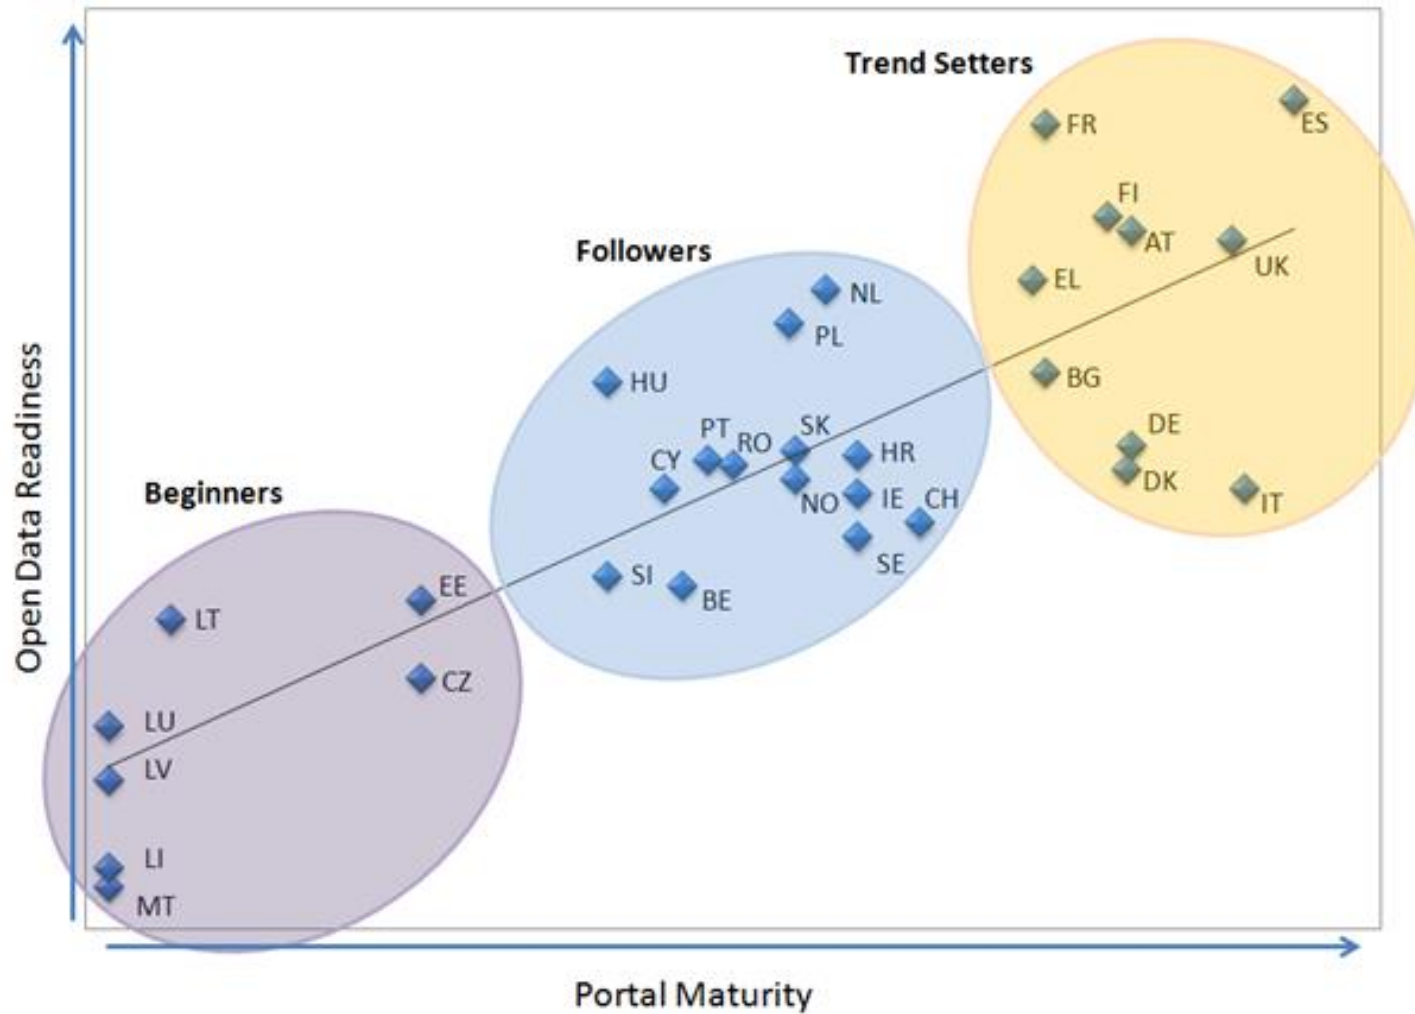 Trend Setters
ES
FR
FI
AT
UK
EL
Followers
NL
PL
BG
HU
DE
PT
RO
SK
HR
CY
DK
IT
NO
IE
CH
Beginners
SE
SI
BE
EE
LT
CZ
LU
LV
LI
MT
Open Data Readiness
Portal Maturity